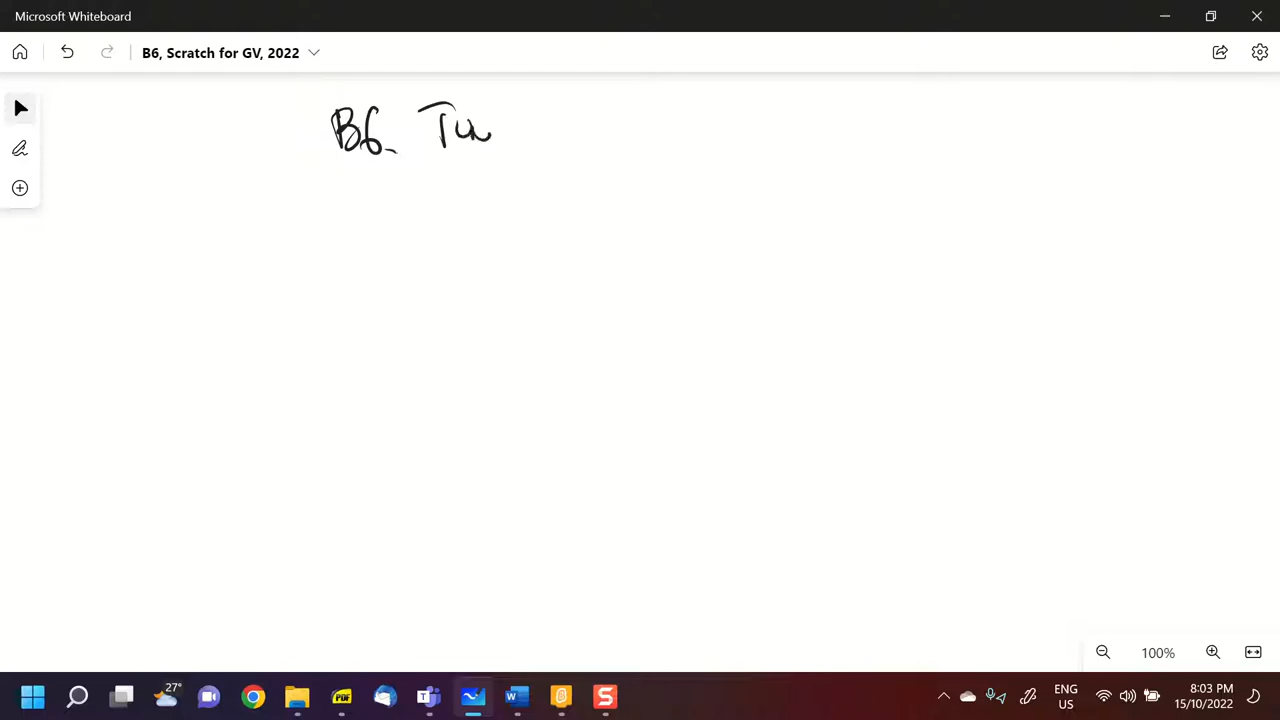 Microsoft Whiteboard
B6, Scratch for GV, 2022
B6. Tu
100%
27°
PDF
ENG
US
8:03 PM
15/10/2022